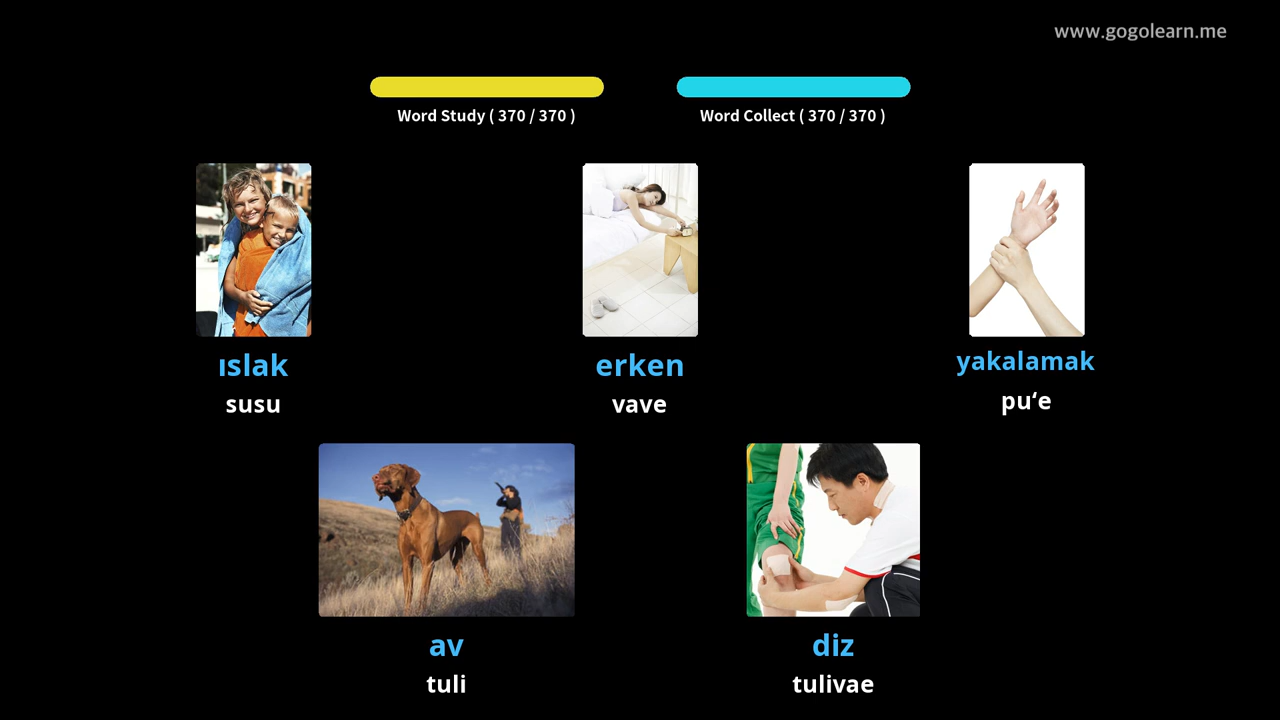 www.gogolearn.me
Word Study ( 370 / 370 )
Word Collect ( 370 / 370 )
ıslak
susu
erken
vave
yakalamak
puʻe
av
tuli
diz
tulivae